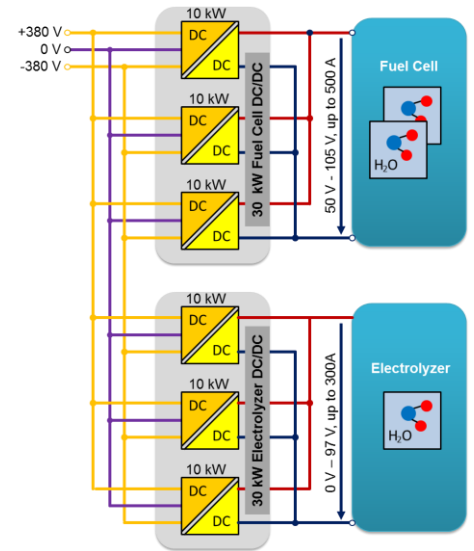 +380 V
0 V
-380 V
10 kW
DC
DC
10 kW
DC
DC
10 kW
DC
DC
30 kW Fuel Cell DC/DC
50 V - 105 V, up to 500 A
Fuel Cell
H₂O
10 kW
DC
DC
10 kW
DC
DC
10 kW
DC
DC
30 kW Electrolyzer DC/DC
0 V – 97 V, up to 300A
Electrolyzer
H₂O